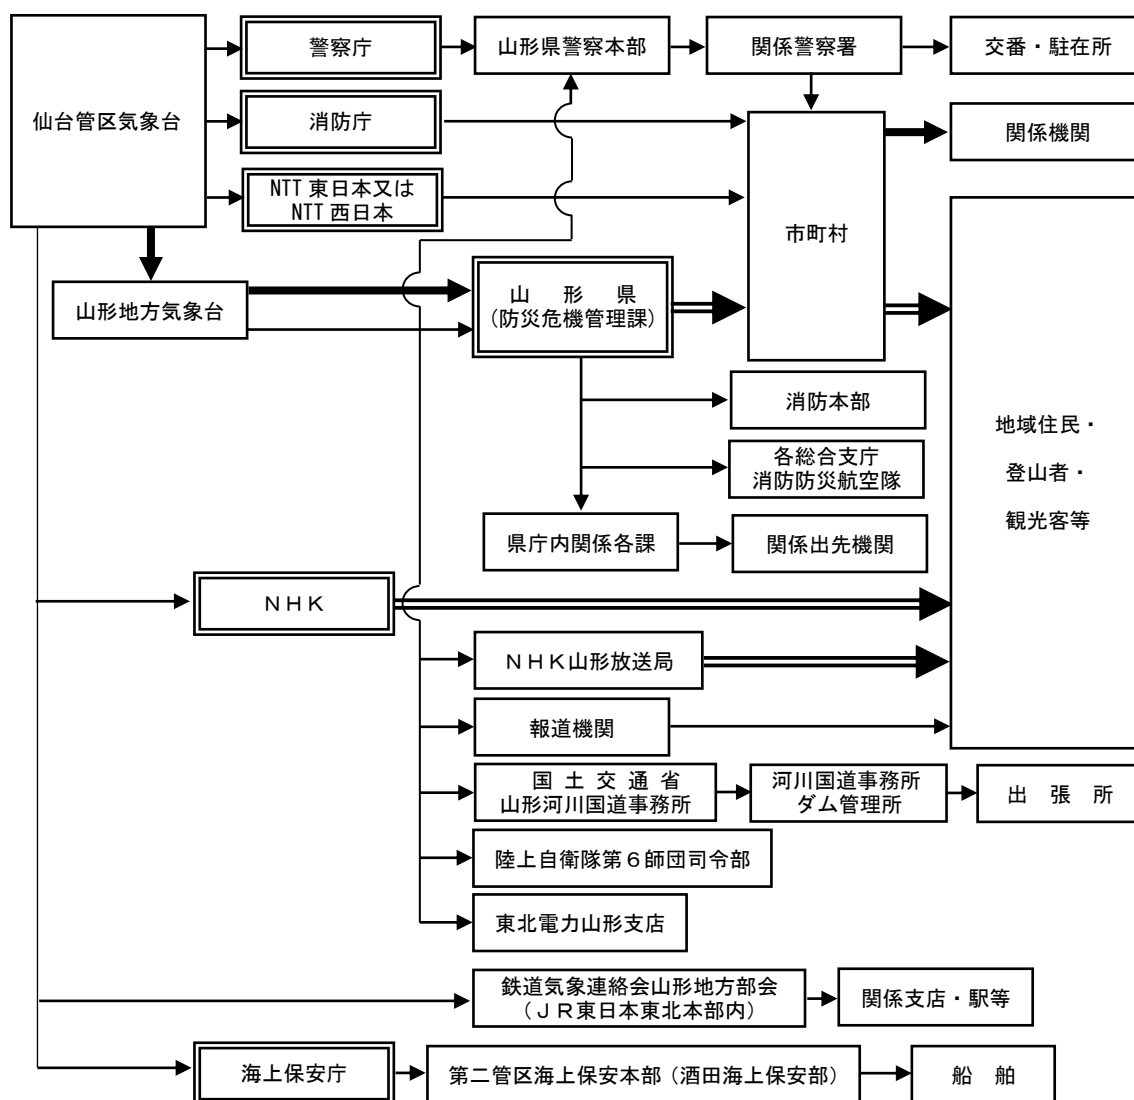 警察庁
山形県警察本部
関係警察署
交番・駐在所
仙台管区気象台
消防庁
関係機関
NTT 東日本又は
NTT 西日本
市町村
山形地方気象台
山　形　県
（防災危機管理課）
消防本部
各総合支庁
消防防災航空隊
県庁内関係各課
関係出先機関
地域住民・
登山者・
観光客等
ＮＨＫ
ＮＨＫ山形放送局
報道機関
国 土 交 通 省
山形河川国道事務所
河川国道事務所
ダム管理所
出　張　所
陸上自衛隊第６師団司令部
東北電力山形支店
鉄道気象連絡会山形地方部会
（ＪＲ東日本東北本部内）
関係支店・駅等
海上保安庁
第二管区海上保安本部（酒田海上保安部）
船　舶